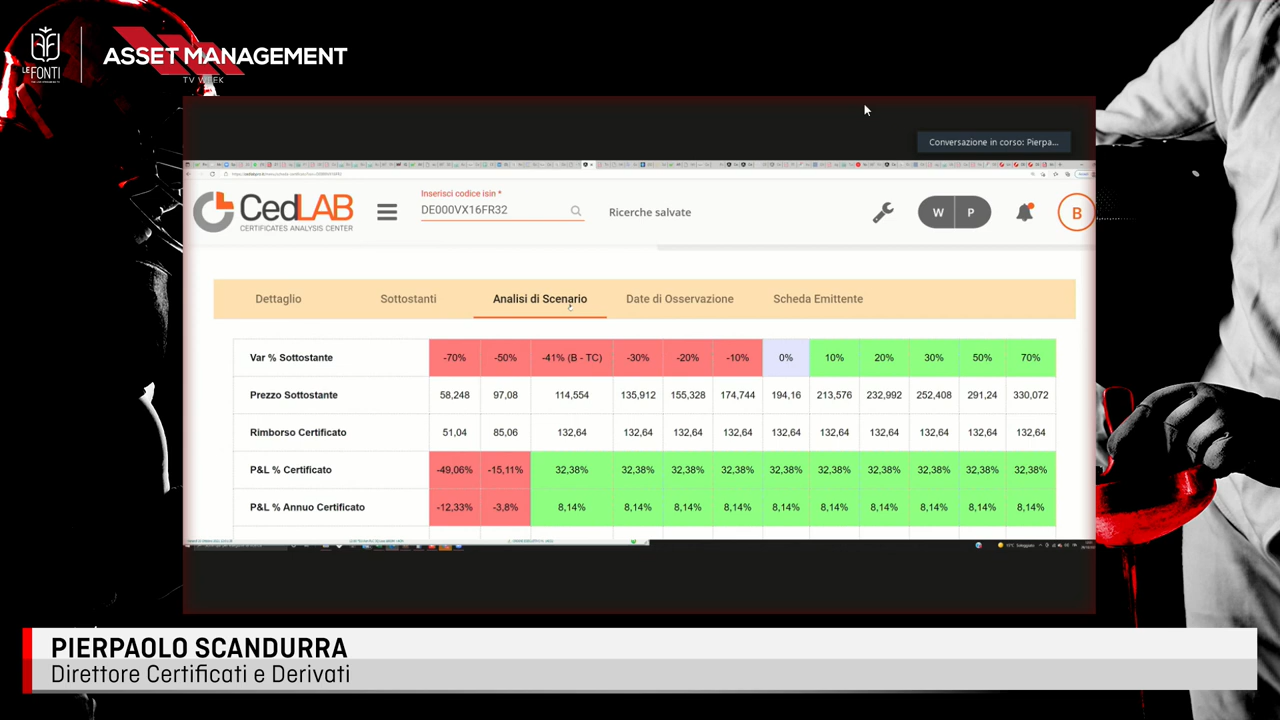 LE FONTI
ASSET MANAGEMENT
TV WEEK
Conversazione in corso: Pierpa...
CedLAB
CERTIFICATES ANALYSIS CENTER
Inserisci codice isin *
DE000VX16FR32
Ricerche salvate
W P
B
Dettaglio Sottostanti Analisi di Scenario Date di Osservazione Scheda Emittente
Var % Sottostante -70% -50% -41% (B - TC) -30% -20% -10% 0% 10% 20% 30% 50% 70%
Prezzo Sottostante 58,248 97,08 114,554 135,912 155,328 174,744 194,16 213,576 232,992 252,408 291,24 330,072
Rimborso Certificato 51,04 85,06 132,64 132,64 132,64 132,64 132,64 132,64 132,64 132,64 132,64 132,64
P&L % Certificato -49,06% -15,11% 32,38% 32,38% 32,38% 32,38% 32,38% 32,38% 32,38% 32,38% 32,38% 32,38%
P&L % Annuo Certificato -12,33% -3,8% 8,14% 8,14% 8,14% 8,14% 8,14% 8,14% 8,14% 8,14% 8,14% 8,14%
PIERPAOLO SCANDURRA
Direttore Certificati e Derivati